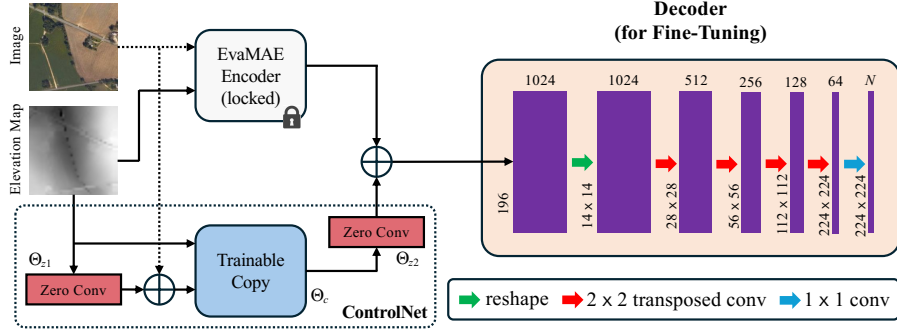 Decoder
(for Fine-Tuning)
Image
EvaMAE
Encoder
(locked)
Elevation Map
1024
1024
512
256
128
64
N
196
14 x 14
28 x 28
56 x 56
112 x 112
224 x 224
224 x 224
Θz1
Zero Conv
Trainable
Copy
Θc
Zero Conv
Θz2
ControlNet
reshape
2 x 2 transposed conv
1 x 1 conv